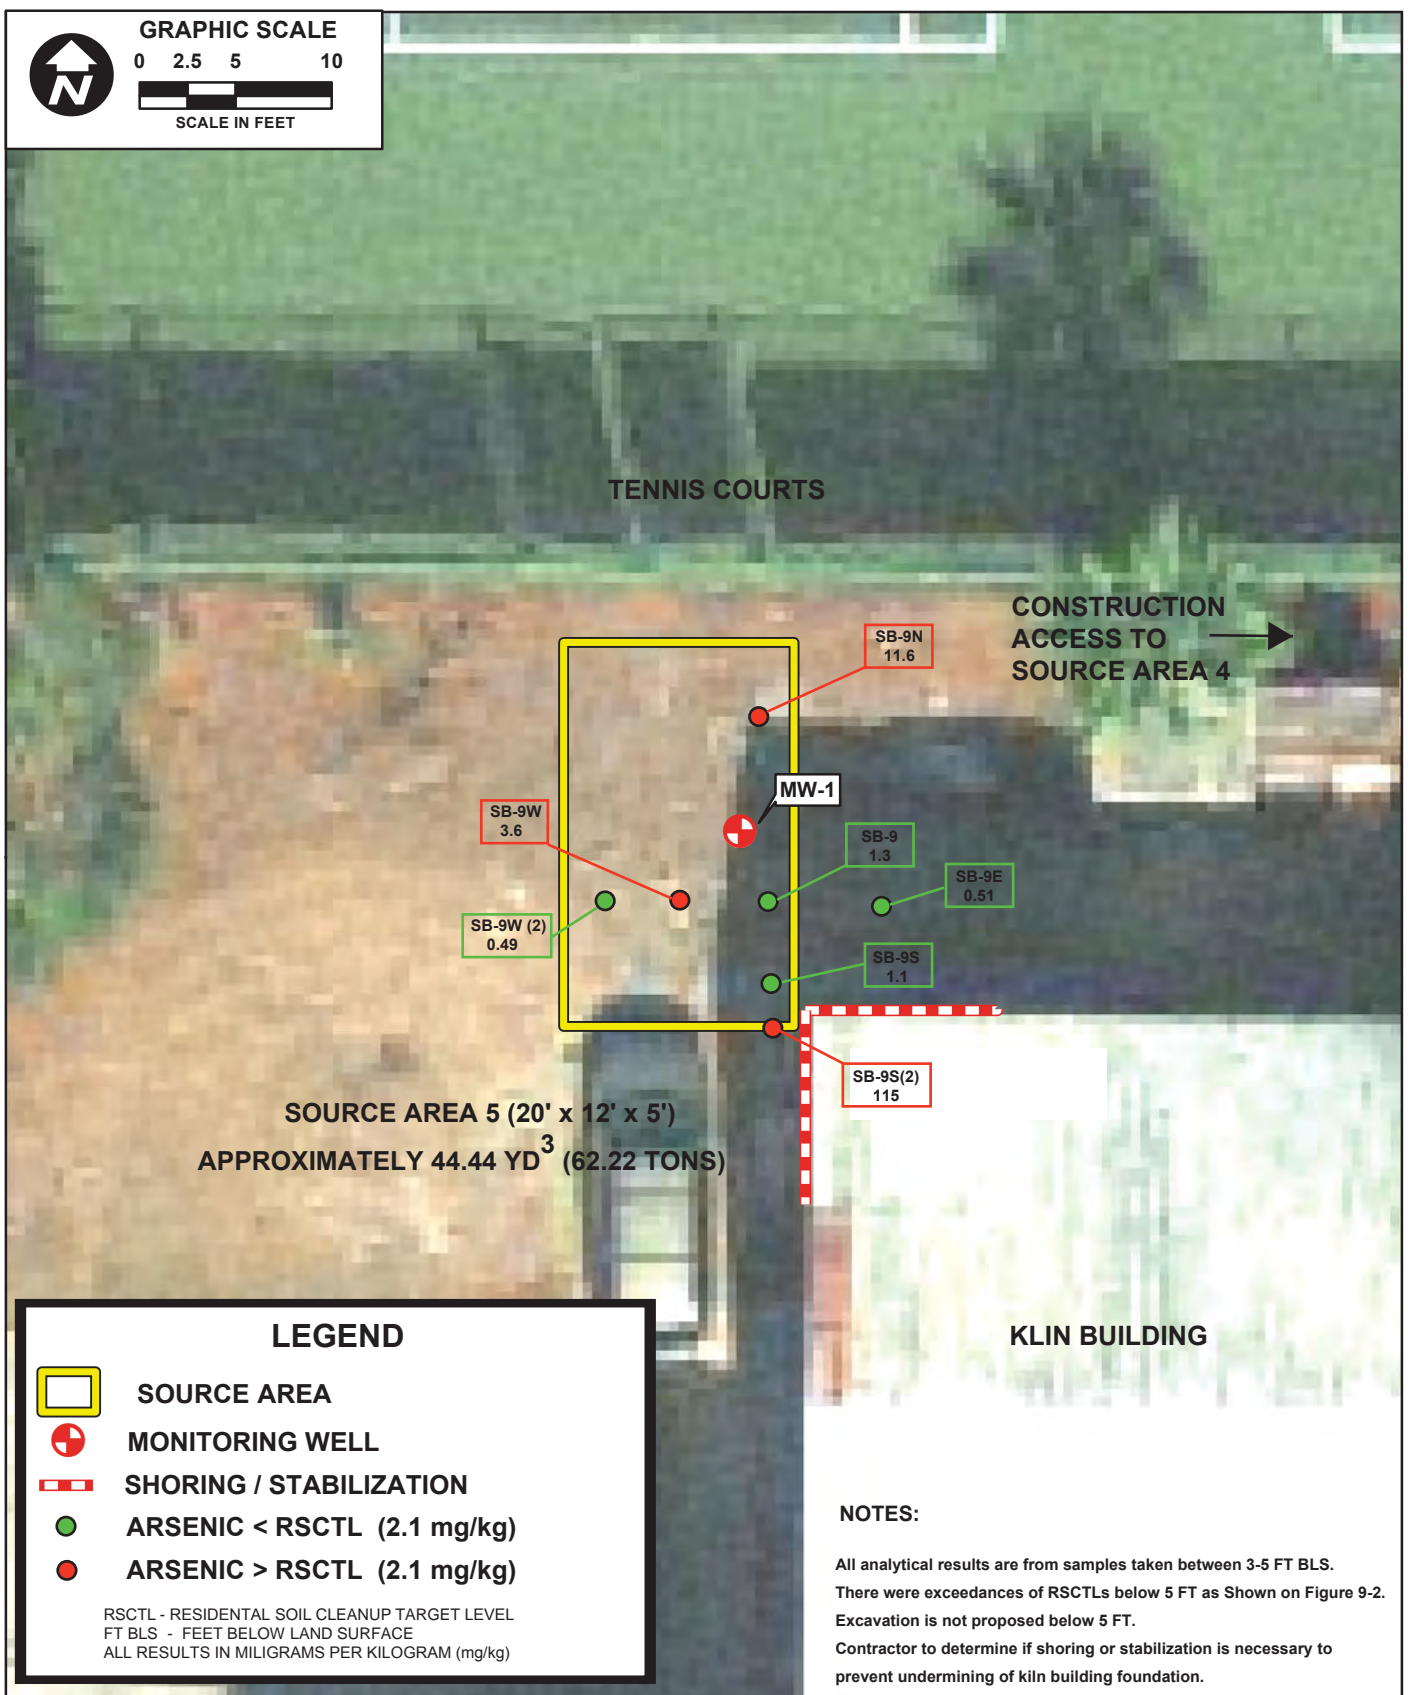 GRAPHIC SCALE
0 2.5 5 10
N
SCALE IN FEET
TENNIS COURTS
CONSTRUCTION
ACCESS TO
SOURCE AREA 4
SB-9N
11.6
MW-1
SB-9W
3.6
SB-9
1.3
SB-9E
0.51
SB-9W (2)
0.49
SB-9S
1.1
SB-9S(2)
115
SOURCE AREA 5 (20' x 12' x 5')
APPROXIMATELY 44.44 YD3 (62.22 TONS)
KLIN BUILDING
LEGEND
SOURCE AREA
MONITORING WELL
SHORING / STABILIZATION
ARSENIC < RSCTL (2.1 mg/kg)
ARSENIC > RSCTL (2.1 mg/kg)
RSCTL - RESIDENTAL SOIL CLEANUP TARGET LEVEL
FT BLS - FEET BELOW LAND SURFACE
ALL RESULTS IN MILIGRAMS PER KILOGRAM (mg/kg)
NOTES:
All analytical results are from samples taken between 3-5 FT BLS.
There were exceedances of RSCTLs below 5 FT as Shown on Figure 9-2.
Excavation is not proposed below 5 FT.
Contractor to determine if shoring or stabilization is necessary to
prevent undermining of kiln building foundation.